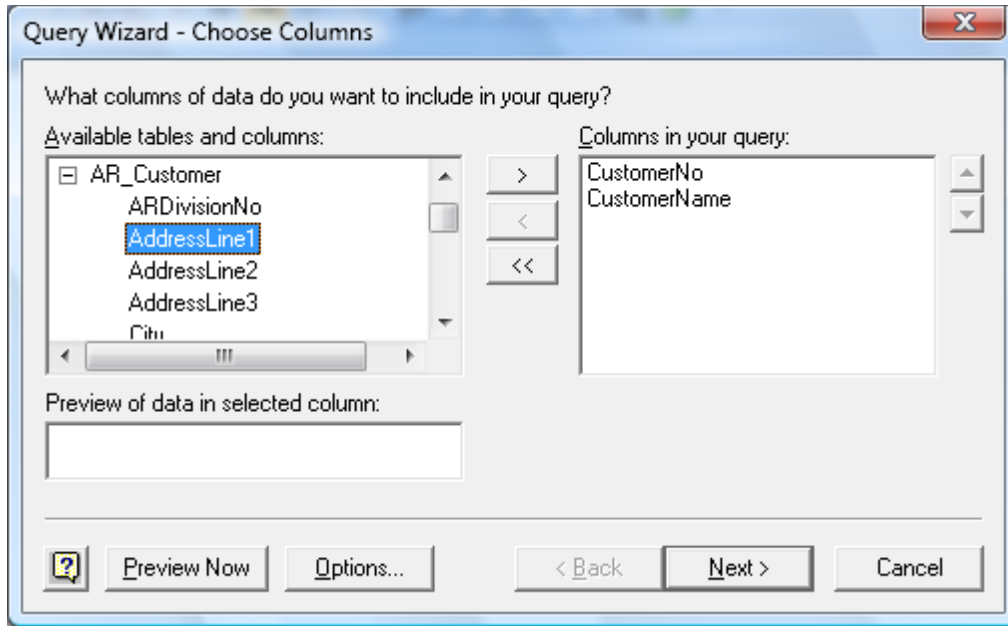 Query Wizard - Choose Columns
What columns of data do you want to include in your query?
Available tables and columns:
AR_Customer
ARDivisionNo
AddressLine1
AddressLine2
AddressLine3
City
>
<
<<
Columns in your query:
CustomerNo
CustomerName
Preview of data in selected column:
?
Preview Now
Options...
< Back
Next >
Cancel